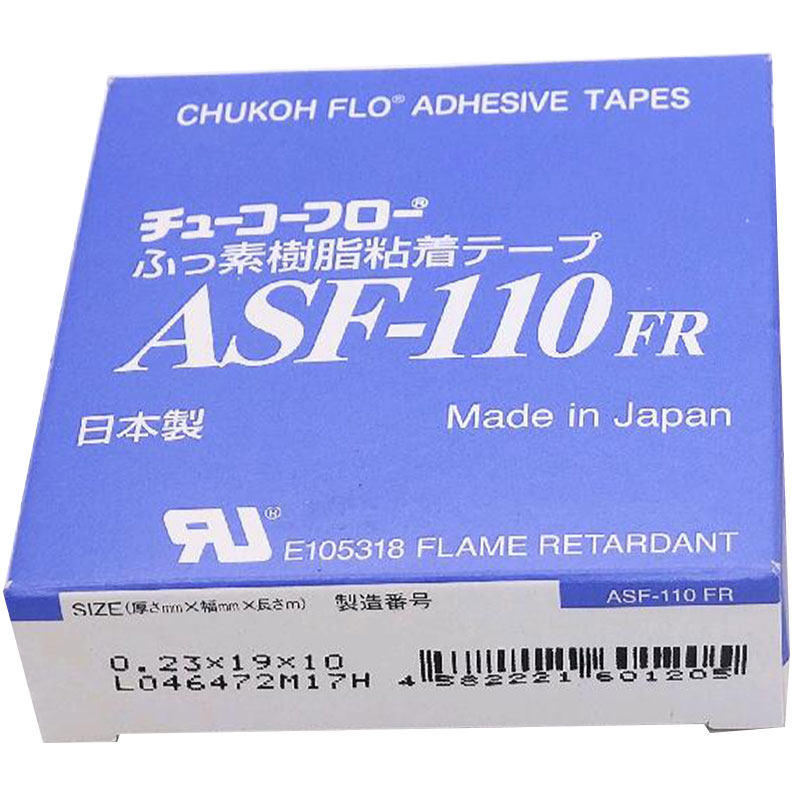 CHUKOH FLO® ADHESIVE TAPES
チューコーフロー®
ふっ素樹脂粘着テープ
ASF-110 FR
日本製 Made in Japan
RU® E105318 FLAME RETARDANT
SIZE(厚さmm×幅mm×長さm) 製造番号 ASF-110 FR
0.23×19×10
L046472M17H 4 582221 601205